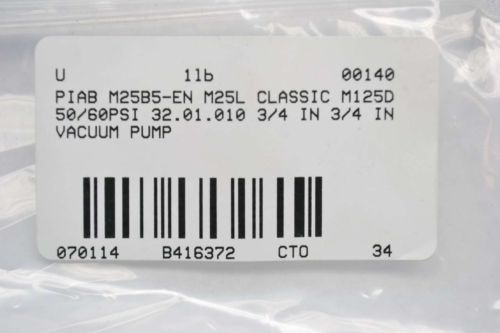 U 1lb 00140
PIAB M25B5-EN M25L CLASSIC M125D
50/60PSI 32.01.010 3/4 IN 3/4 IN
VACUUM PUMP
070114 B416372 CTO 34